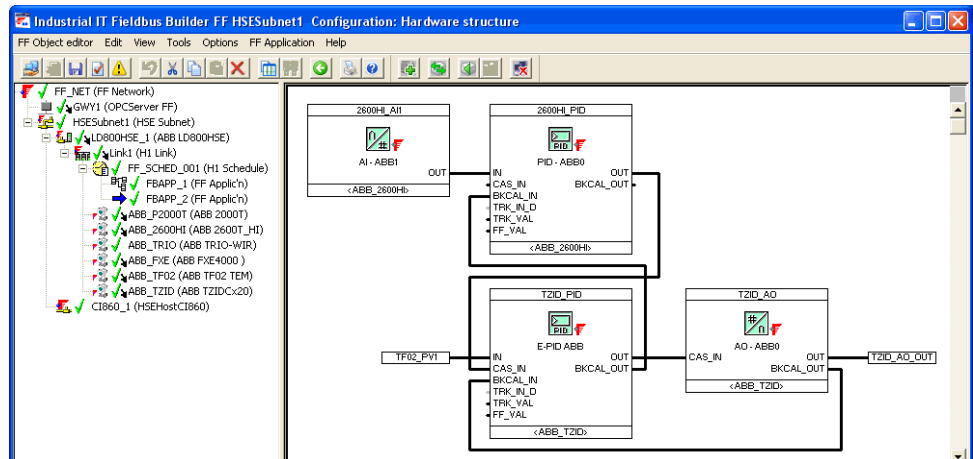 Industrial IT Fieldbus Builder FF HSESubnet1 Configuration: Hardware structure
FF Object editor Edit View Tools Options FF Application Help
FF_NET (FF Network)
GWY1 (OPCServer FF)
HSESubnet1 (HSE Subnet)
LD800HSE_1 (ABB LD800HSE)
Link1 (H1 Link)
FF_SCHED_001 (H1 Schedule)
FBAPP_1 (FF Applic'n)
FBAPP_2 (FF Applic'n)
ABB_P2000T (ABB 2000T)
ABB_2600HI (ABB 2600T_HI)
ABB_TRIO (ABB TRIO-WIR)
ABB_FXE (ABB FXE4000 )
ABB_TF02 (ABB TF02 TEM)
ABB_TZID (ABB TZIDCx20)
CI860_1 (HSEHostCI860)
2600HI_AI1
AI - ABB1
OUT
<ABB_2600HI>
2600HI_PID
PID
PID - ABB0
IN OUT
CAS_IN BKCAL_OUT
BKCAL_IN
TRK_IN_D
TRK_VAL
FF_VAL
<ABB_2600HI>
TF02_PV1
TZID_PID
PID
E-PID ABB
IN OUT
CAS_IN BKCAL_OUT
BKCAL_IN
TRK_IN_D
TRK_VAL
FF_VAL
<ABB_TZID>
TZID_AO
AO - ABB0
CAS_IN OUT
BKCAL_OUT
<ABB_TZID>
TZID_AO_OUT